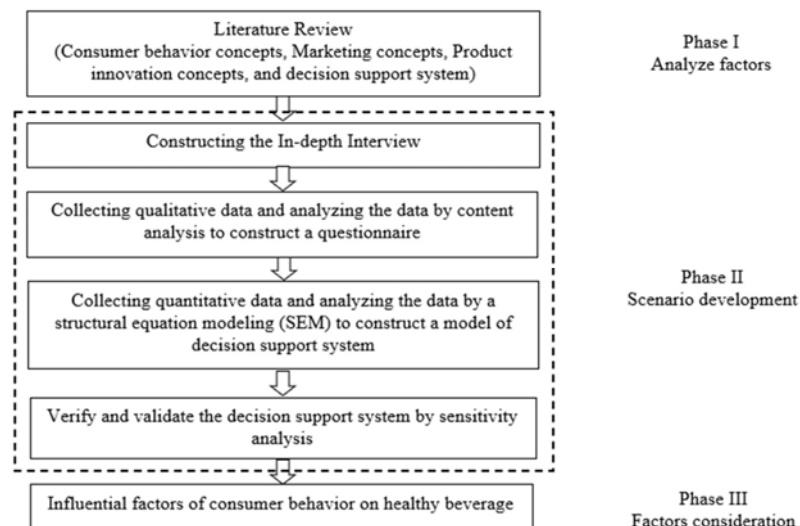 Literature Review
(Consumer behavior concepts, Marketing concepts, Product
innovation concepts, and decision support system)
Phase I
Analyze factors
Constructing the In-depth Interview
Collecting qualitative data and analyzing the data by content
analysis to construct a questionnaire
Collecting quantitative data and analyzing the data by a
structural equation modeling (SEM) to construct a model of
decision support system
Verify and validate the decision support system by sensitivity
analysis
Phase II
Scenario development
Influential factors of consumer behavior on healthy beverage
Phase III
Factors consideration